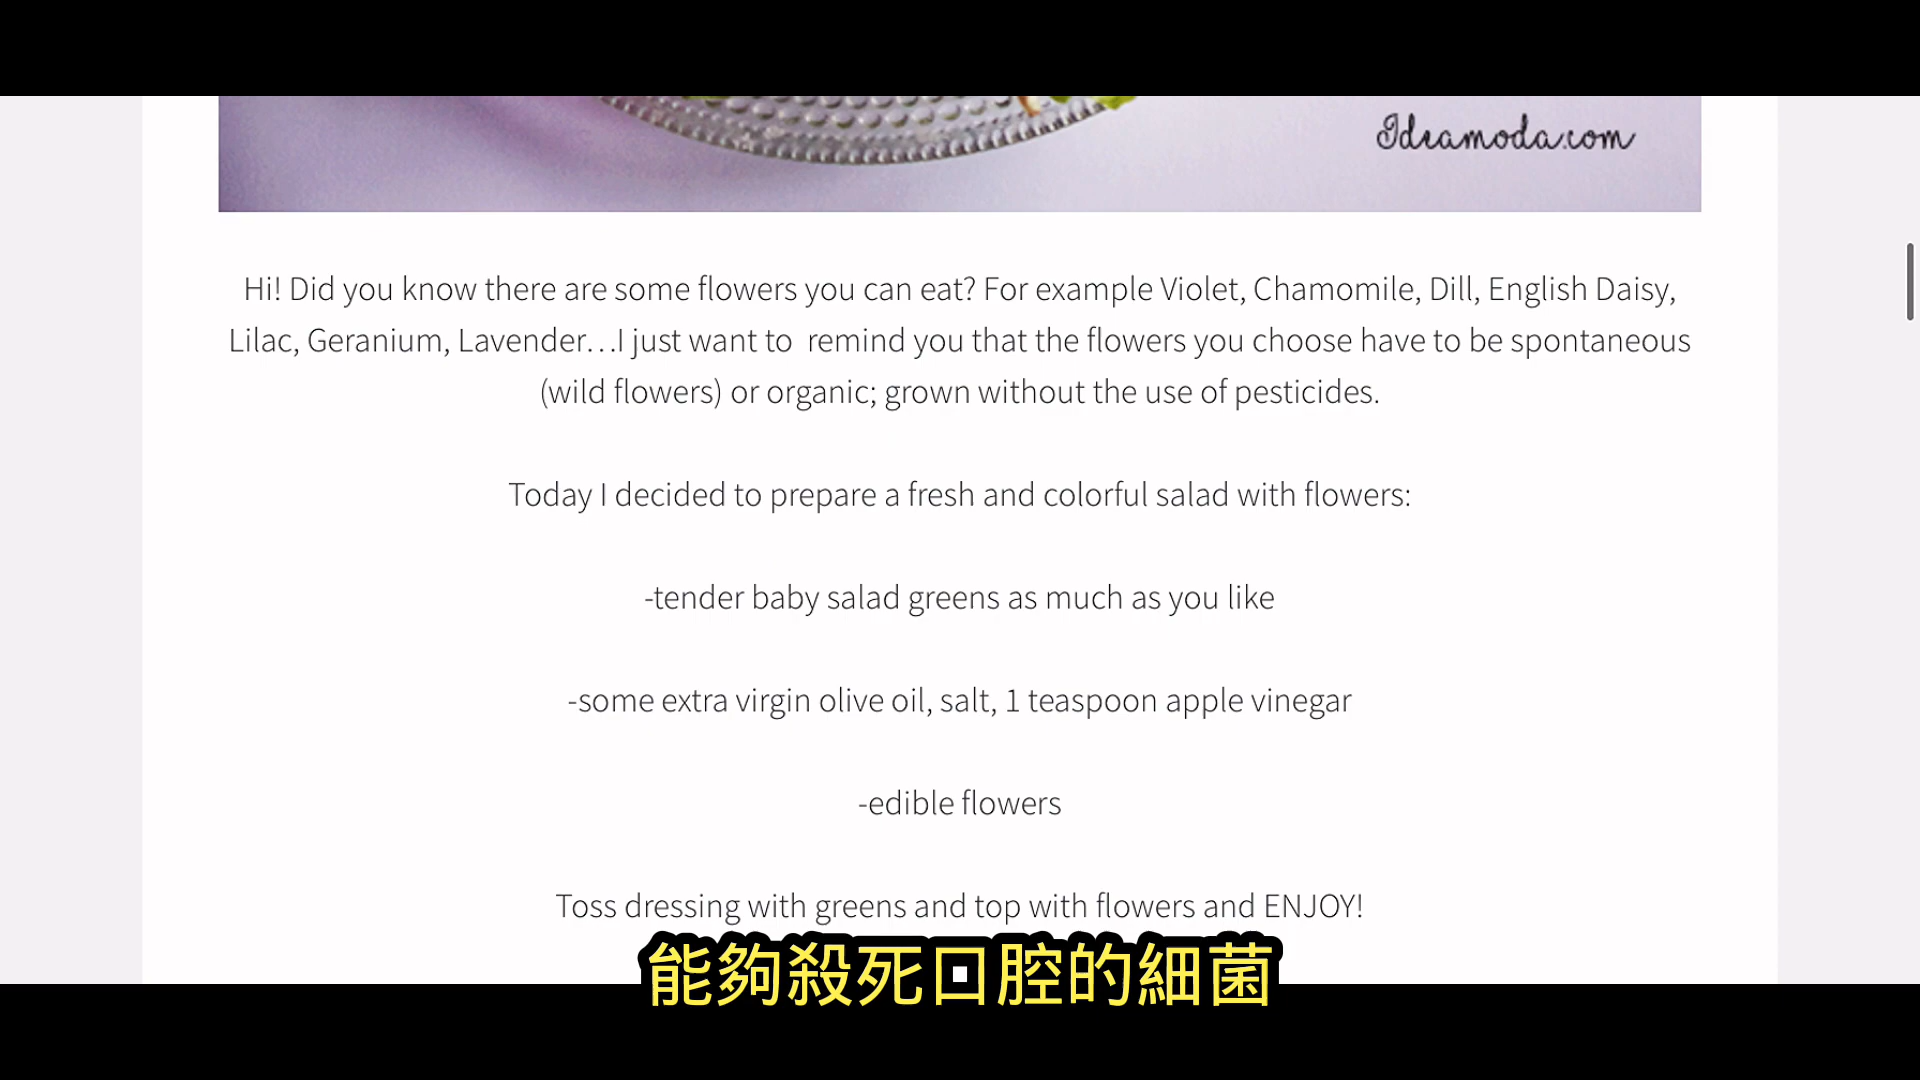 Ideamoda.com
Hi! Did you know there are some flowers you can eat? For example Violet, Chamomile, Dill, English Daisy,
Lilac, Geranium, Lavender…I just want to  remind you that the flowers you choose have to be spontaneous
(wild flowers) or organic; grown without the use of pesticides.
Today I decided to prepare a fresh and colorful salad with flowers:
-tender baby salad greens as much as you like
-some extra virgin olive oil, salt, 1 teaspoon apple vinegar
-edible flowers
Toss dressing with greens and top with flowers and ENJOY!
能夠殺死口腔的細菌